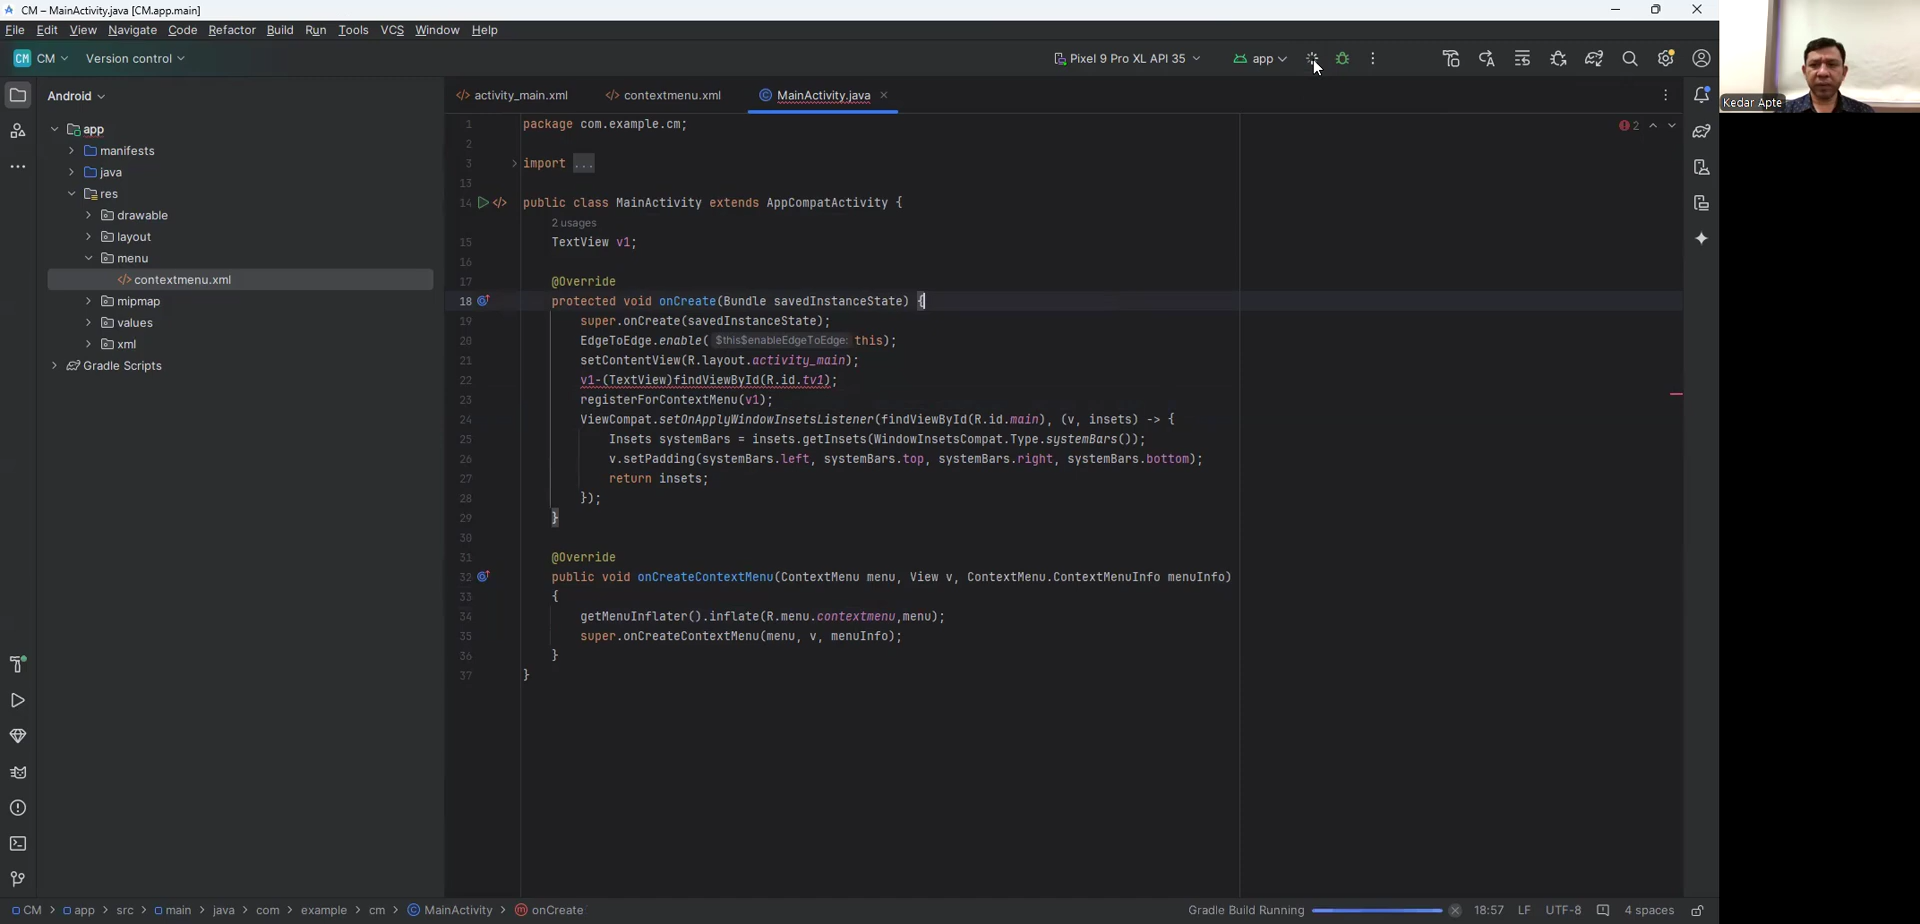 CM – MainActivity.java [CM.app.main]
File Edit View Navigate Code Refactor Build Run Tools VCS Window Help
CM CM Version control Pixel 9 Pro XL API 35 app
Kedar Apte
Android
app
manifests
java
res
drawable
layout
menu
contextmenu.xml
mipmap
values
xml
Gradle Scripts
activity_main.xml contextmenu.xml MainActivity.java
2
1 package com.example.cm;
2
3 import ...
13
14 public class MainActivity extends AppCompatActivity {
2 usages
15 TextView v1;
16
17 @Override
18 protected void onCreate(Bundle savedInstanceState) {
19 super.onCreate(savedInstanceState);
20 EdgeToEdge.enable( $this$enableEdgeToEdge: this);
21 setContentView(R.layout.activity_main);
22 v1-(TextView)findViewById(R.id.tv1);
23 registerForContextMenu(v1);
24 ViewCompat.setOnApplyWindowInsetsListener(findViewById(R.id.main), (v, insets) -> {
25 Insets systemBars = insets.getInsets(WindowInsetsCompat.Type.systemBars());
26 v.setPadding(systemBars.left, systemBars.top, systemBars.right, systemBars.bottom);
27 return insets;
28 });
29 }
30
31 @Override
32 public void onCreateContextMenu(ContextMenu menu, View v, ContextMenu.ContextMenuInfo menuInfo)
33 {
34 getMenuInflater().inflate(R.menu.contextmenu,menu);
35 super.onCreateContextMenu(menu, v, menuInfo);
36 }
37 }
CM > app > src > main > java > com > example > cm > MainActivity > onCreate Gradle Build Running 18:57 LF UTF-8 4 spaces